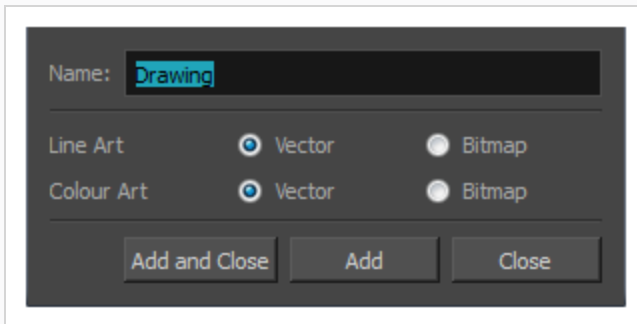 Name: Drawing
Line Art Vector Bitmap
Colour Art Vector Bitmap
Add and Close Add Close